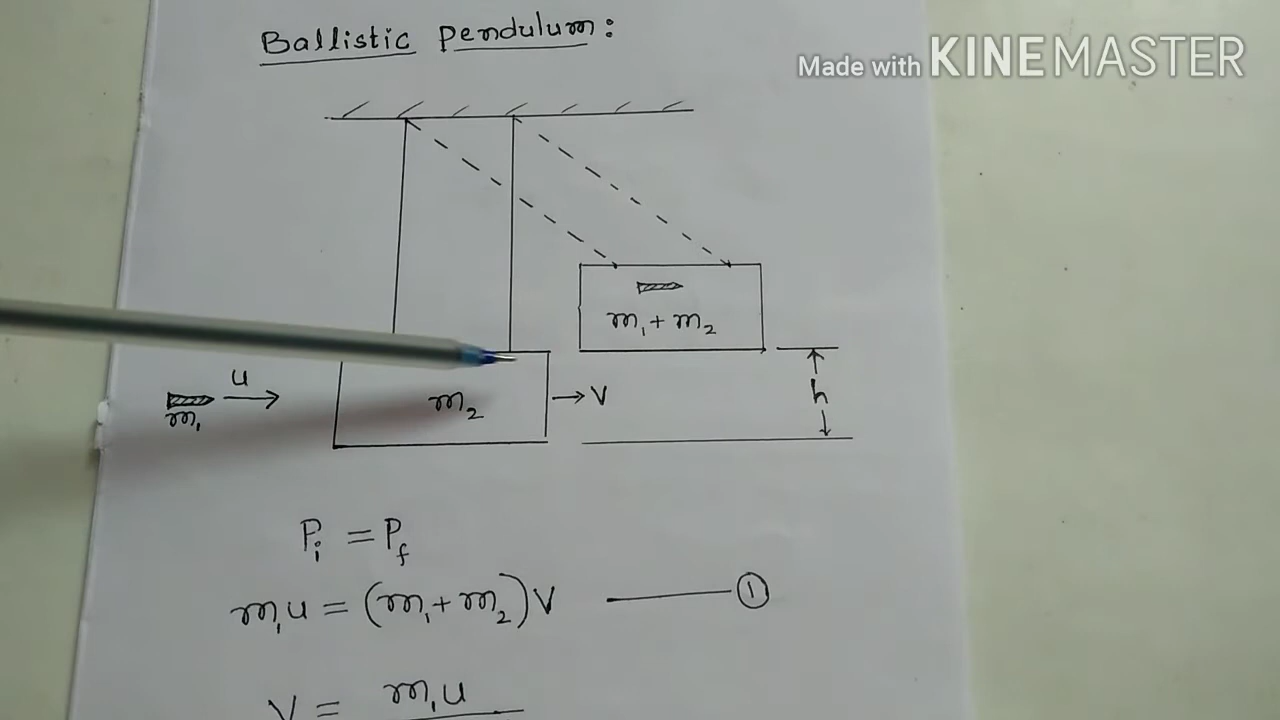 Ballistic Pendulum:
Made with KINEMASTER
m₁ + m₂
u
m₁
m₂
V
h
Pᵢ = P_f
m₁u = (m₁+m₂)V ——— ①
V = m₁u